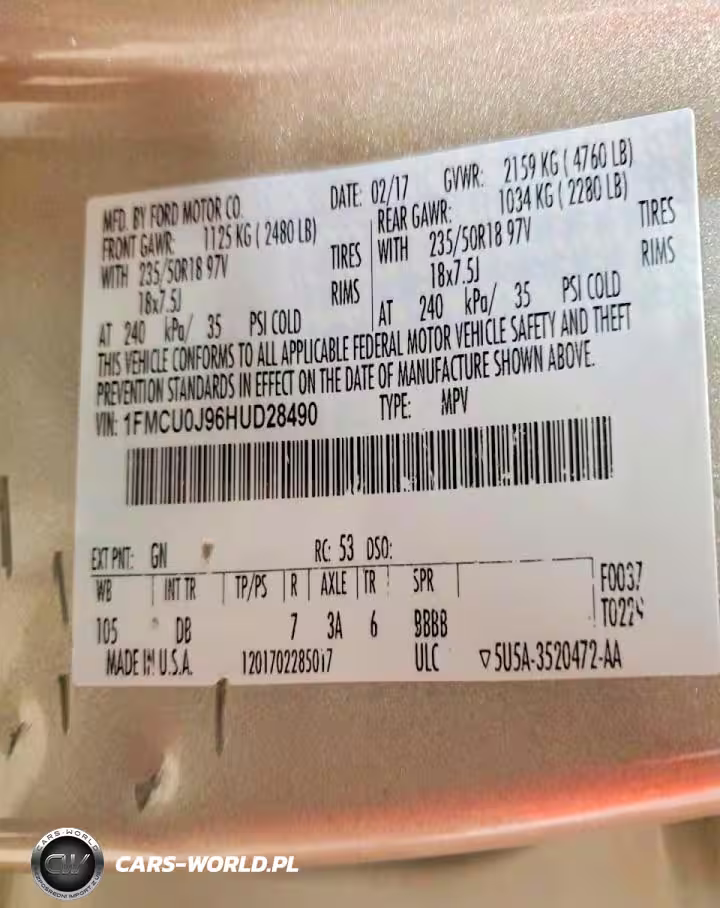 MFD. BY FORD MOTOR CO.
DATE: 02/17 GVWR: 2159 KG ( 4760 LB)
FRONT GAWR: 1125 KG ( 2480 LB)
WITH 235/50R18 97V TIRES
18x7.5J RIMS
AT 240 kPa/ 35 PSI COLD
REAR GAWR: 1034 KG ( 2280 LB)
WITH 235/50R18 97V TIRES
18x7.5J RIMS
AT 240 kPa/ 35 PSI COLD
THIS VEHICLE CONFORMS TO ALL APPLICABLE FEDERAL MOTOR VEHICLE SAFETY AND THEFT
PREVENTION STANDARDS IN EFFECT ON THE DATE OF MANUFACTURE SHOWN ABOVE.
VIN: 1FMCU0J96HUD28490 TYPE: MPV
EXT PNT: GN RC: 53 DSO:
WB INT TR TP/PS R AXLE TR SPR F0037
105 DB 7 3A 6 BBBB T0224
MADE IN U.S.A. 1201702285017 ULC ▽5U5A-3520472-AA
CARS-WORLD
CW
CARS-WORLD.PL